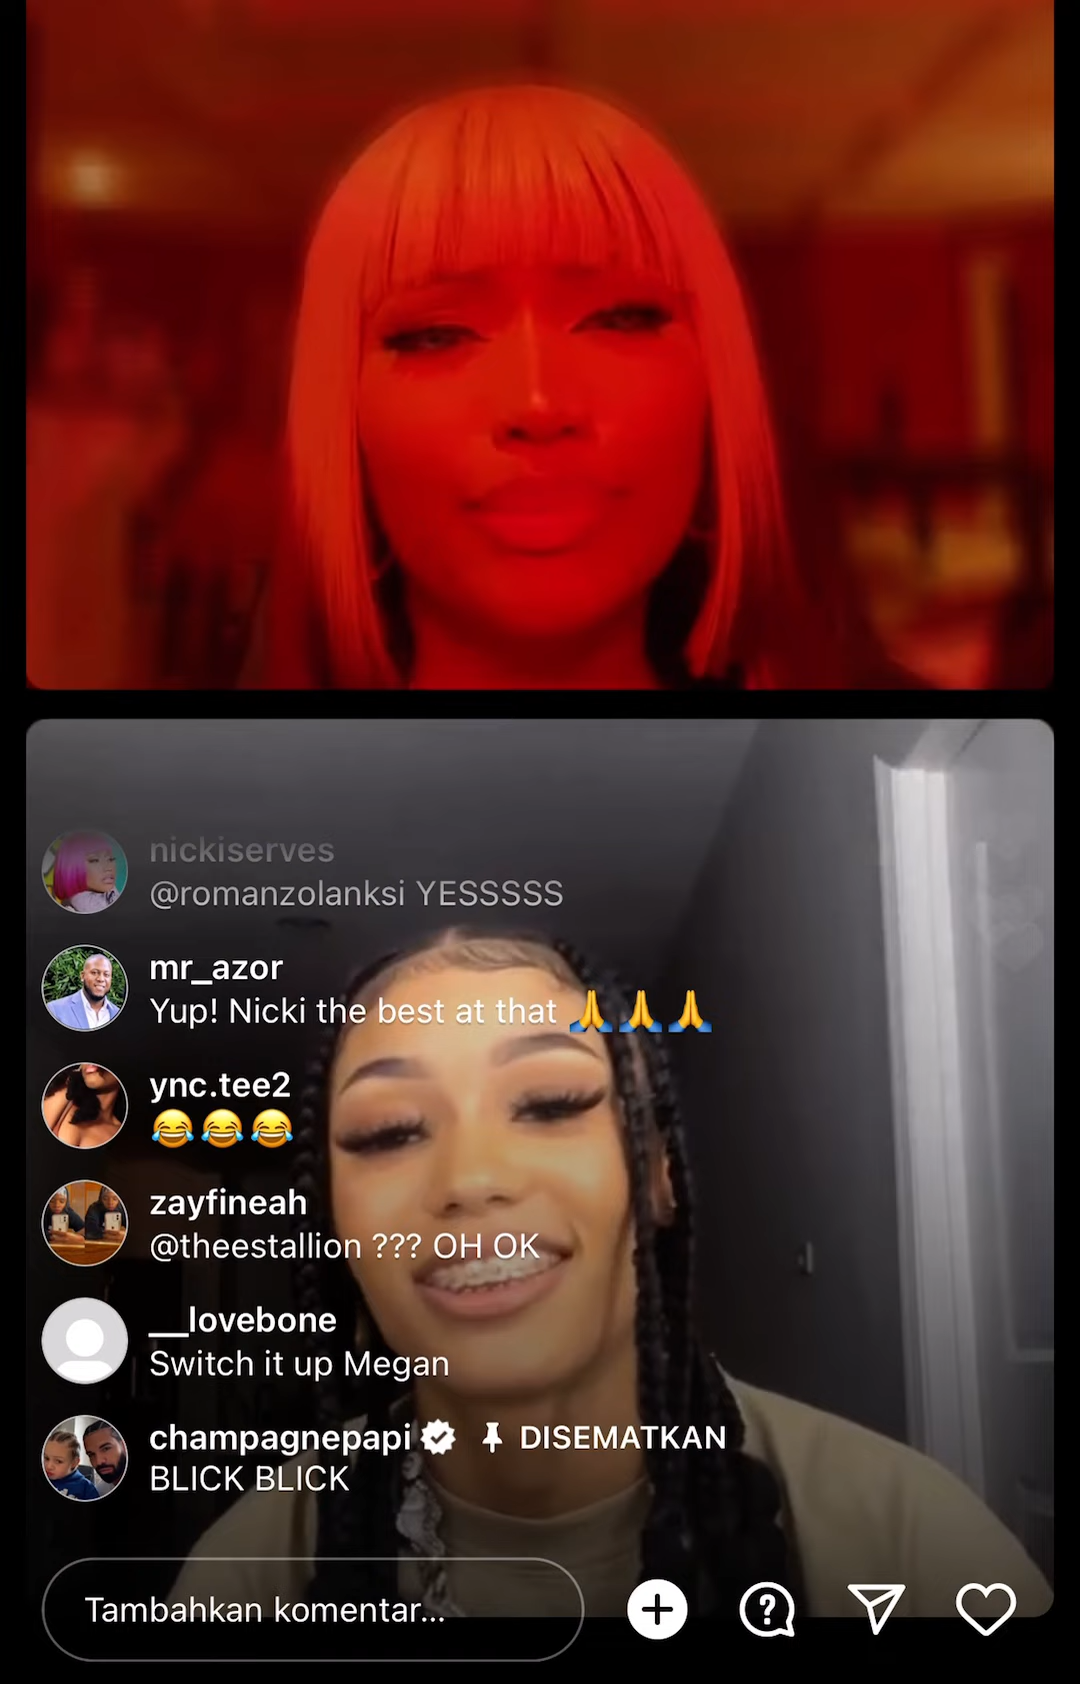 nickiserves
@romanzolanksi YESSSSS
mr_azor
Yup! Nicki the best at that 🙏🙏🙏
ync.tee2
😂😂😂
zayfineah
@theestallion ??? OH OK
__lovebone
Switch it up Megan
champagnepapi DISEMATKAN
BLICK BLICK
Tambahkan komentar...